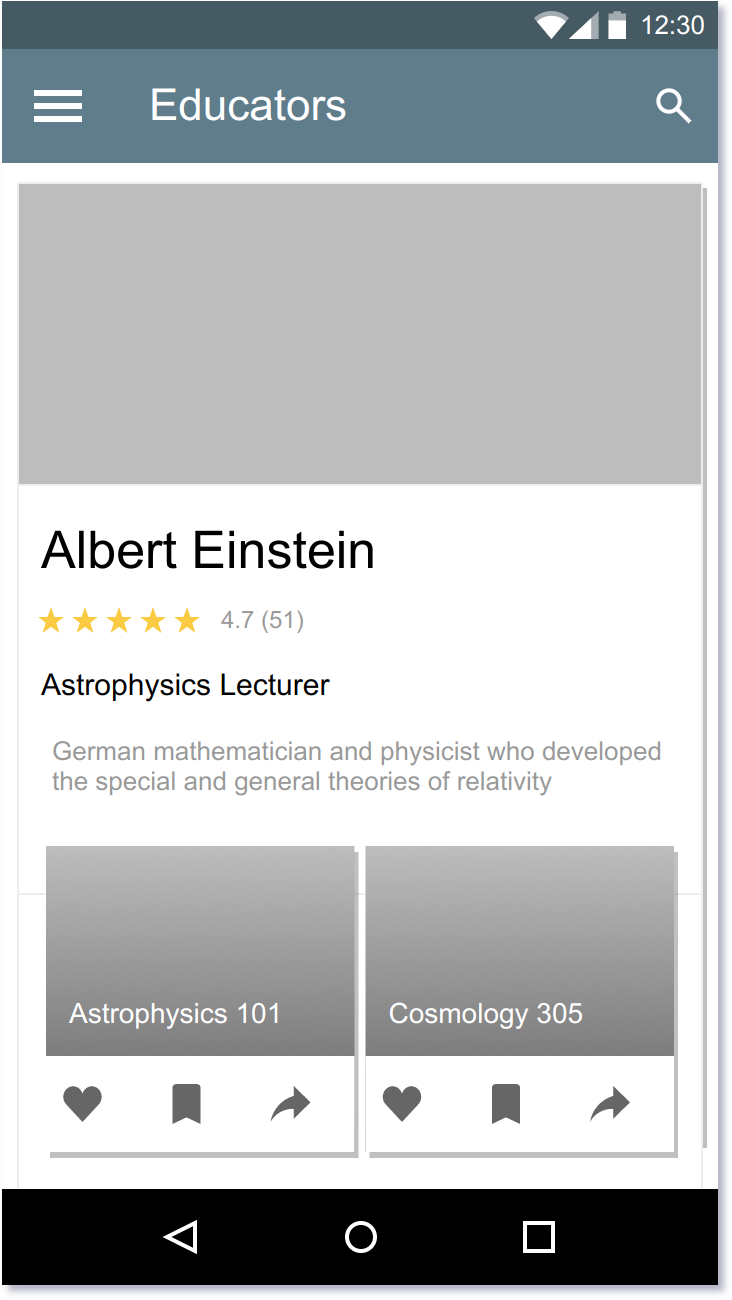 12:30
Educators
Albert Einstein
4.7 (51)
Astrophysics Lecturer
German mathematician and physicist who developed
the special and general theories of relativity
Astrophysics 101
Cosmology 305